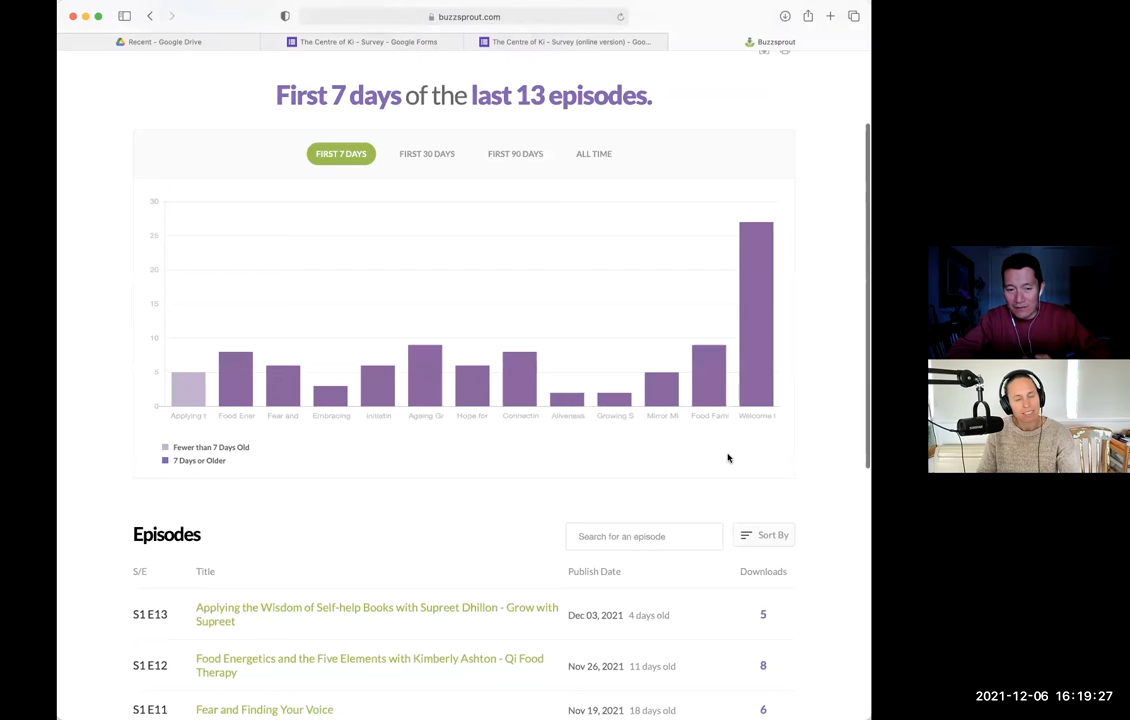 buzzsprout.com
Recent - Google Drive
The Centre of Ki - Survey - Google Forms
The Centre of Ki - Survey (online version) - Goo...
Buzzsprout
First 7 days of the last 13 episodes.
FIRST 7 DAYS
FIRST 30 DAYS
FIRST 90 DAYS
ALL TIME
30
25
20
15
10
5
0
Applying t
Food Ener
Fear and
Embracing
Initiatin
Ageing Gr
Hope for
Connectin
Aliveness
Growing S
Mirror Mi
Food Fami
Welcome t
Fewer than 7 Days Old
7 Days or Older
Episodes
Search for an episode
Sort By
S/E Title Publish Date Downloads
S1 E13 Applying the Wisdom of Self-help Books with Supreet Dhillon - Grow with
Supreet
Dec 03, 2021 4 days old 5
S1 E12 Food Energetics and the Five Elements with Kimberly Ashton - Qi Food
Therapy
Nov 26, 2021 11 days old 8
S1 E11 Fear and Finding Your Voice Nov 19, 2021 18 days old 6
2021-12-06 16:19:27